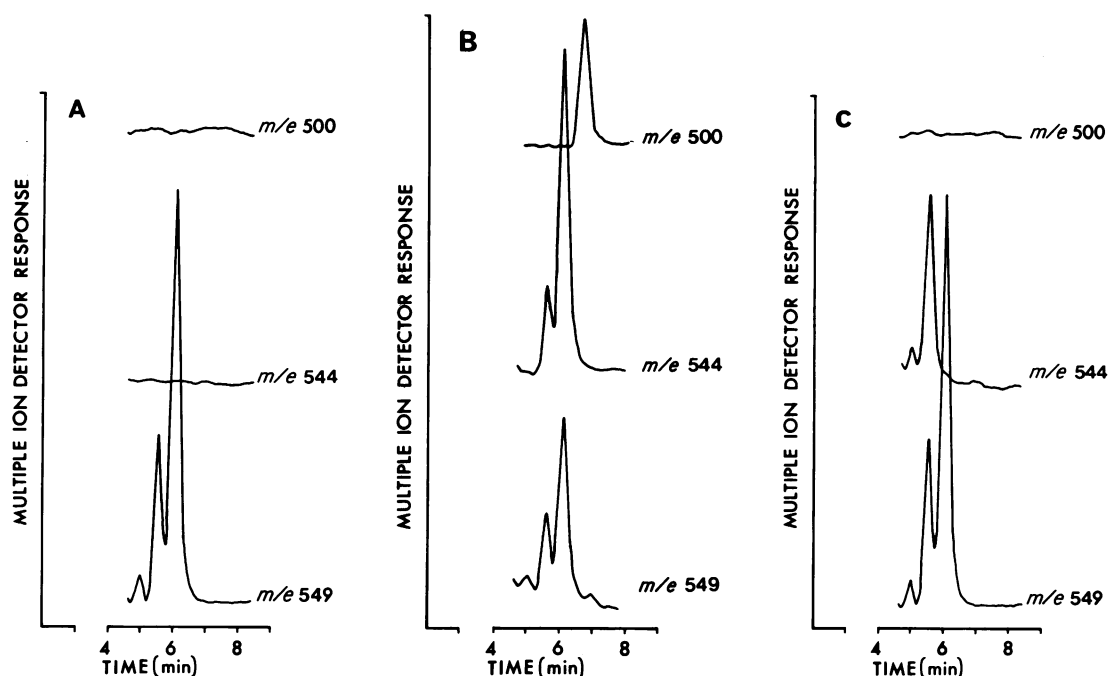 A
MULTIPLE ION DETECTOR RESPONSE
m/e 500
m/e 544
m/e 549
4 6 8
TIME (min)
B
MULTIPLE ION DETECTOR RESPONSE
m/e 500
m/e 544
m/e 549
4 6 8
TIME (min)
C
MULTIPLE ION DETECTOR RESPONSE
m/e 500
m/e 544
m/e 549
4 6 8
TIME (min)